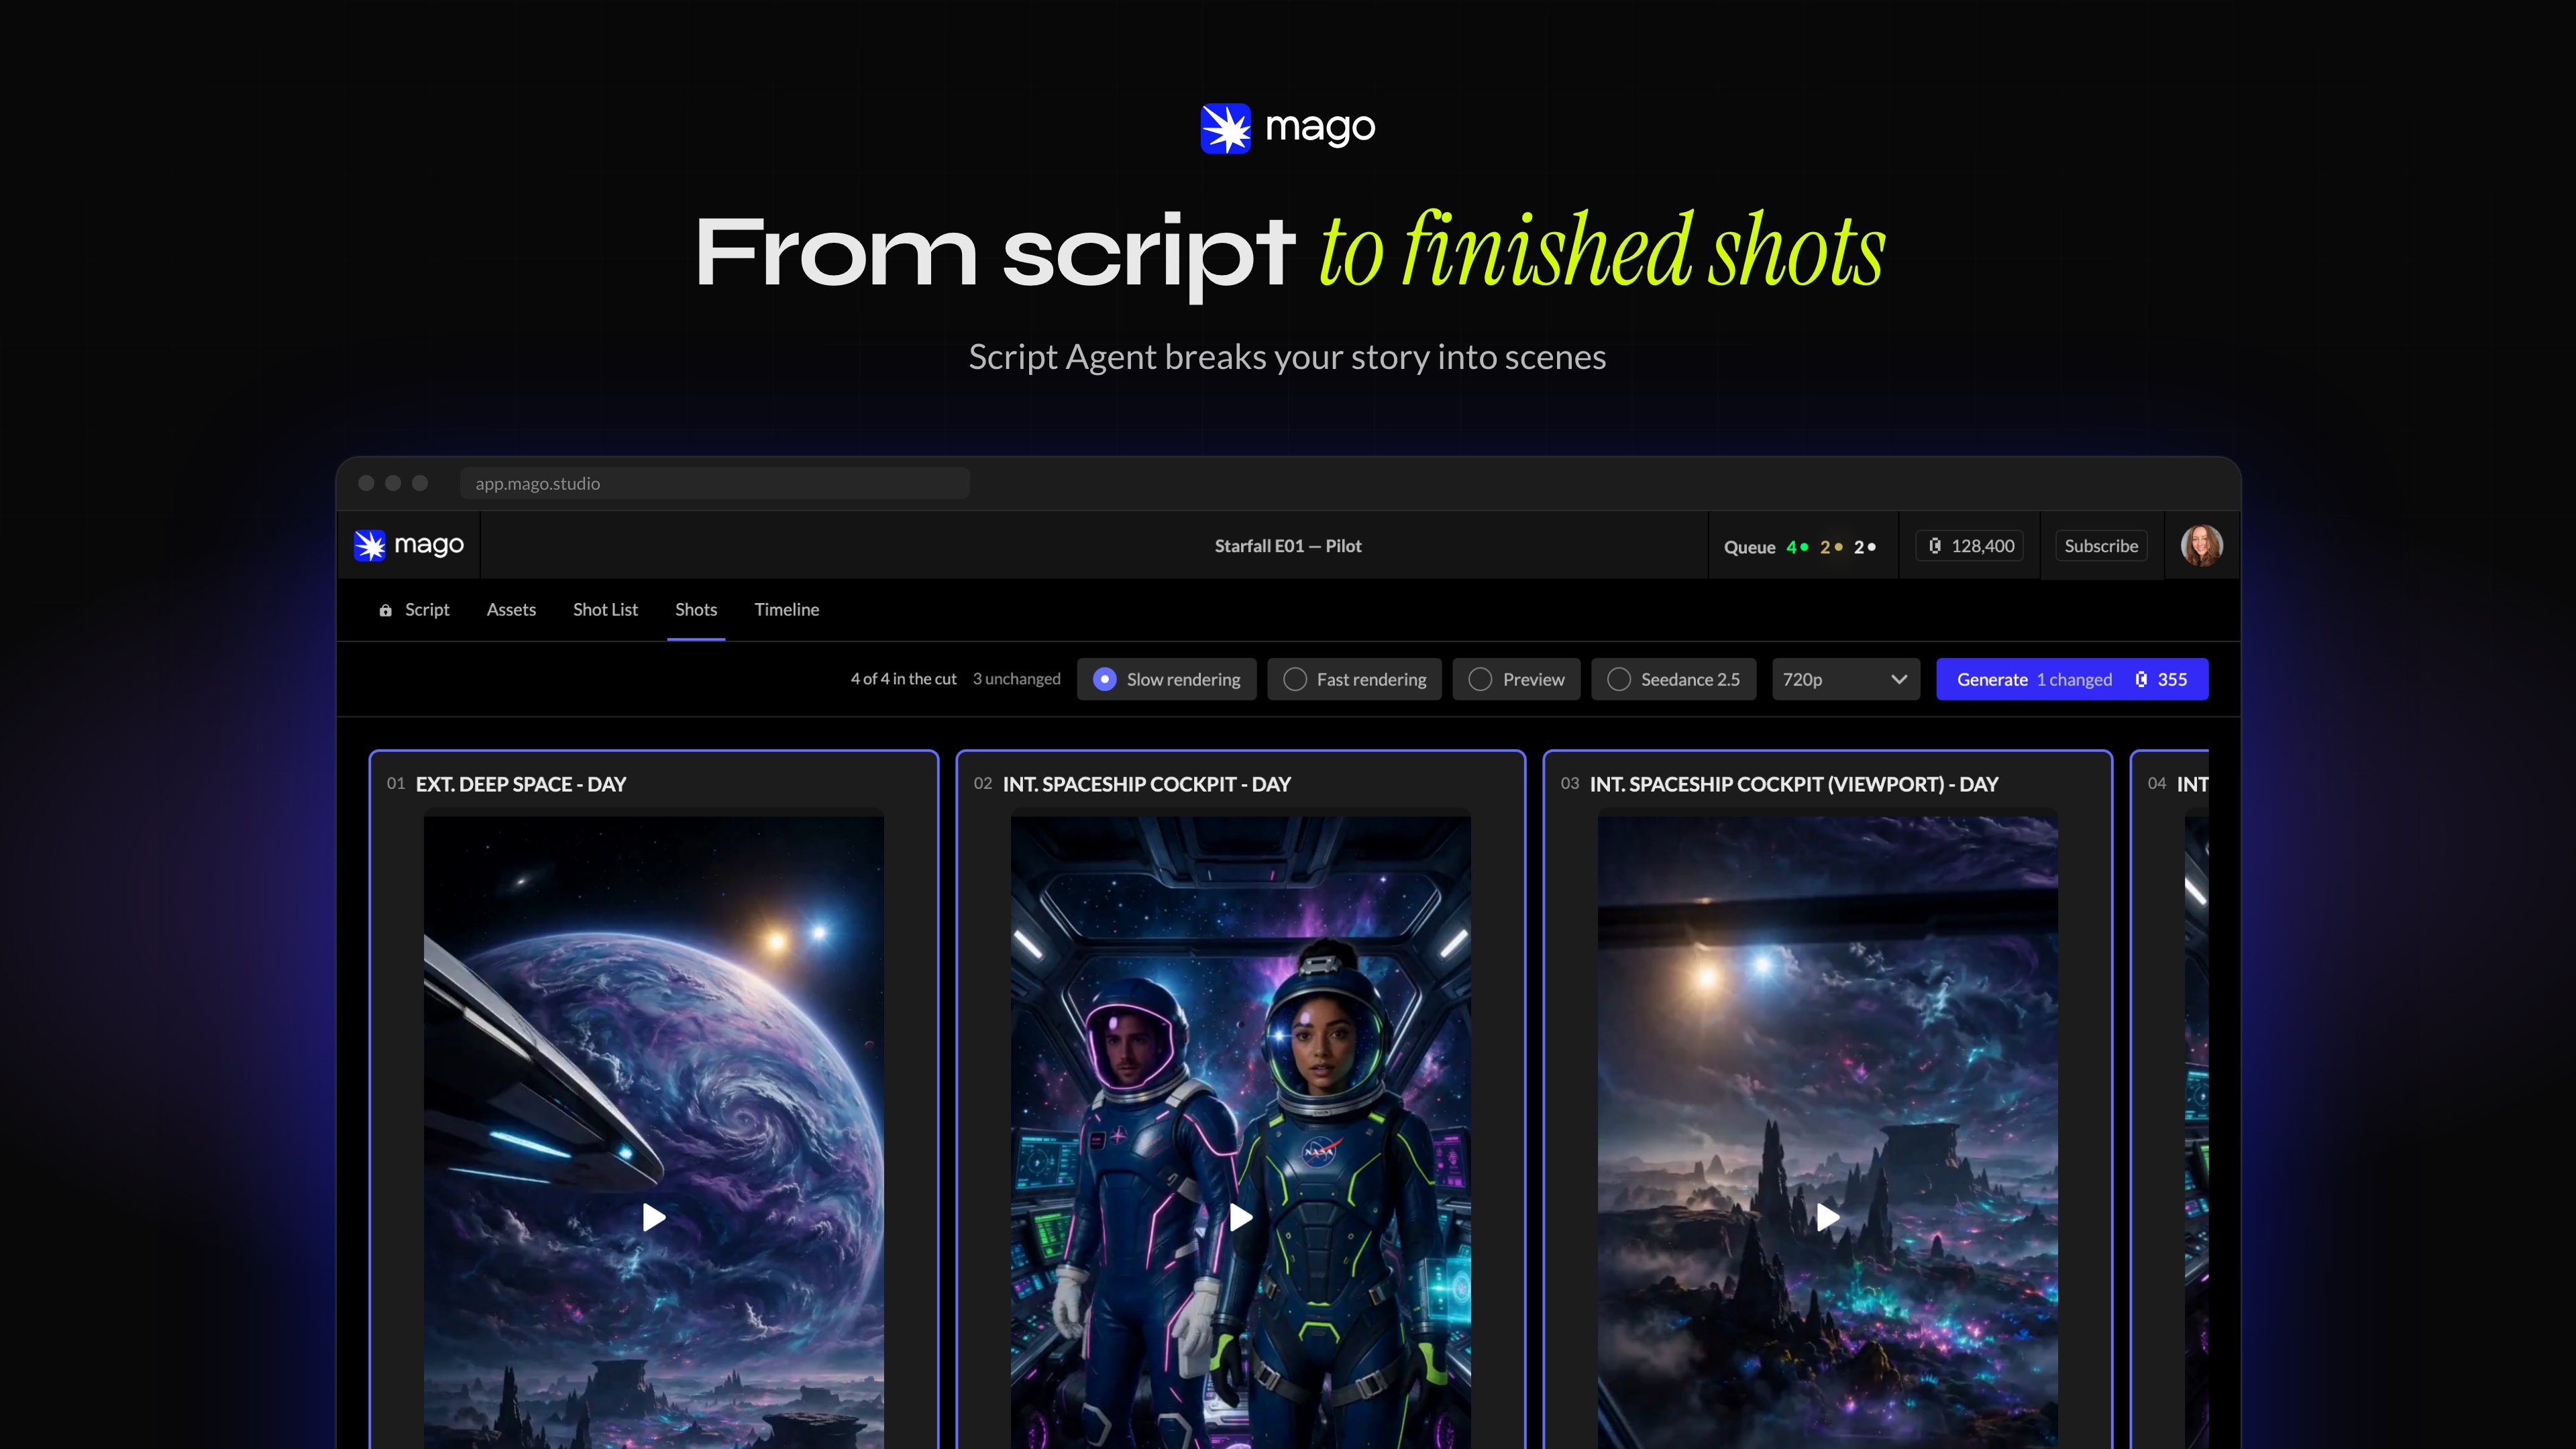 mago
From script to finished shots
Script Agent breaks your story into scenes
app.mago.studio
mago
Starfall E01 — Pilot
Queue 4 2 2
128,400
Subscribe
Script Assets Shot List Shots Timeline
4 of 4 in the cut 3 unchanged Slow rendering Fast rendering Preview Seedance 2.5 720p Generate 1 changed 355
01 EXT. DEEP SPACE - DAY
02 INT. SPACESHIP COCKPIT - DAY
03 INT. SPACESHIP COCKPIT (VIEWPORT) - DAY
04 INT
NASA